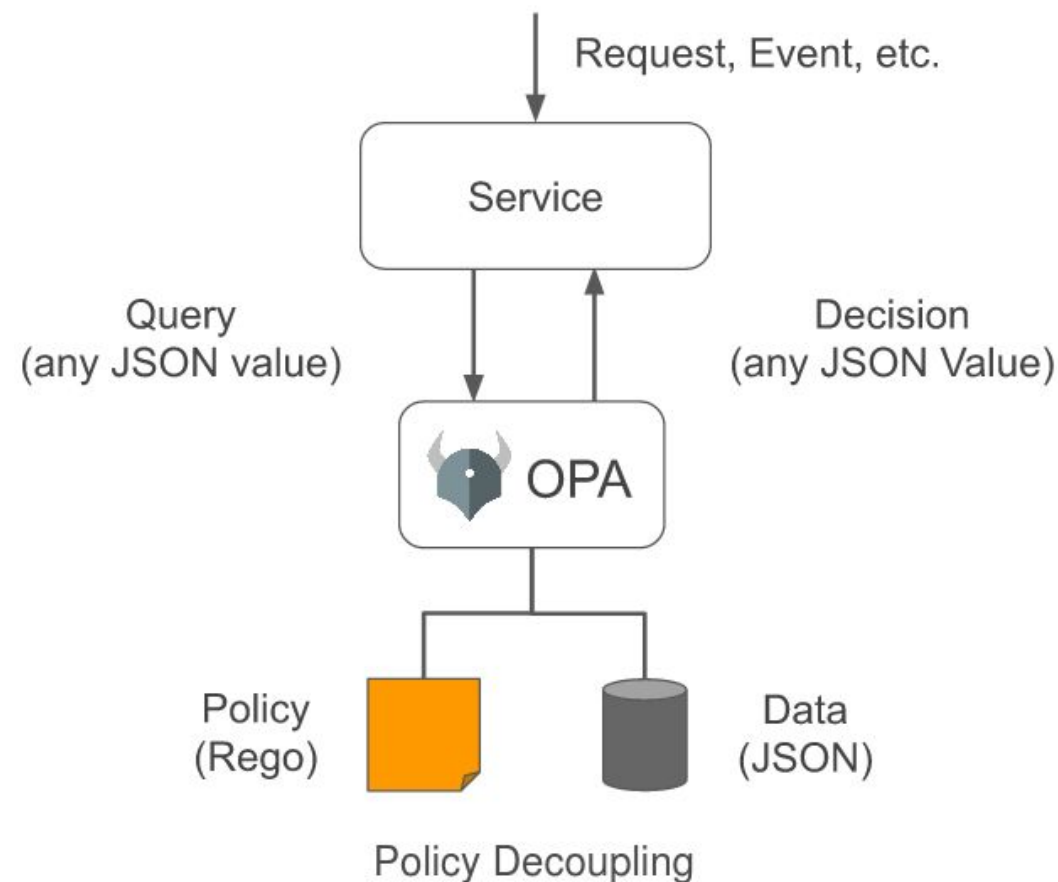 Request, Event, etc.
Service
Query
(any JSON value)
Decision
(any JSON Value)
OPA
Policy
(Rego)
Data
(JSON)
Policy Decoupling